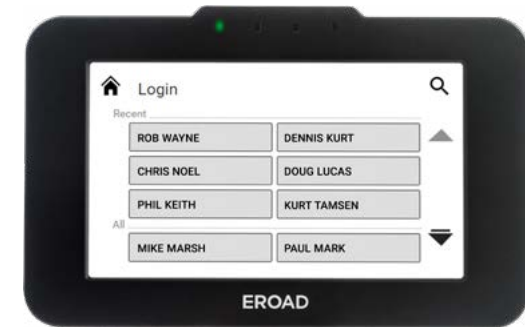 Login
Recent
ROB WAYNE DENNIS KURT
CHRIS NOEL DOUG LUCAS
PHIL KEITH KURT TAMSEN
All
MIKE MARSH PAUL MARK
EROAD